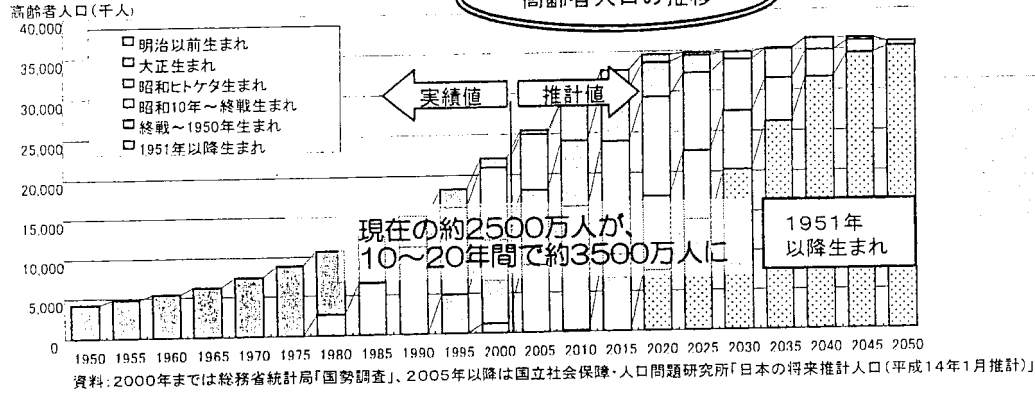 高齢者人口の推移
高齢者人口(千人)
40,000
35,000
30,000
25,000
20,000
15,000
10,000
5,000
0
明治以前生まれ
大正生まれ
昭和ヒトケタ生まれ
昭和10年～終戦生まれ
終戦～1950年生まれ
1951年以降生まれ
実績値
推計値
現在の約2500万人が、
10～20年間で約3500万人に
1951年
以降生まれ
1950 1955 1960 1965 1970 1975 1980 1985 1990 1995 2000 2005 2010 2015 2020 2025 2030 2035 2040 2045 2050
資料:2000年までは総務省統計局「国勢調査」、2005年以降は国立社会保障・人口問題研究所「日本の将来推計人口(平成14年1月推計)」